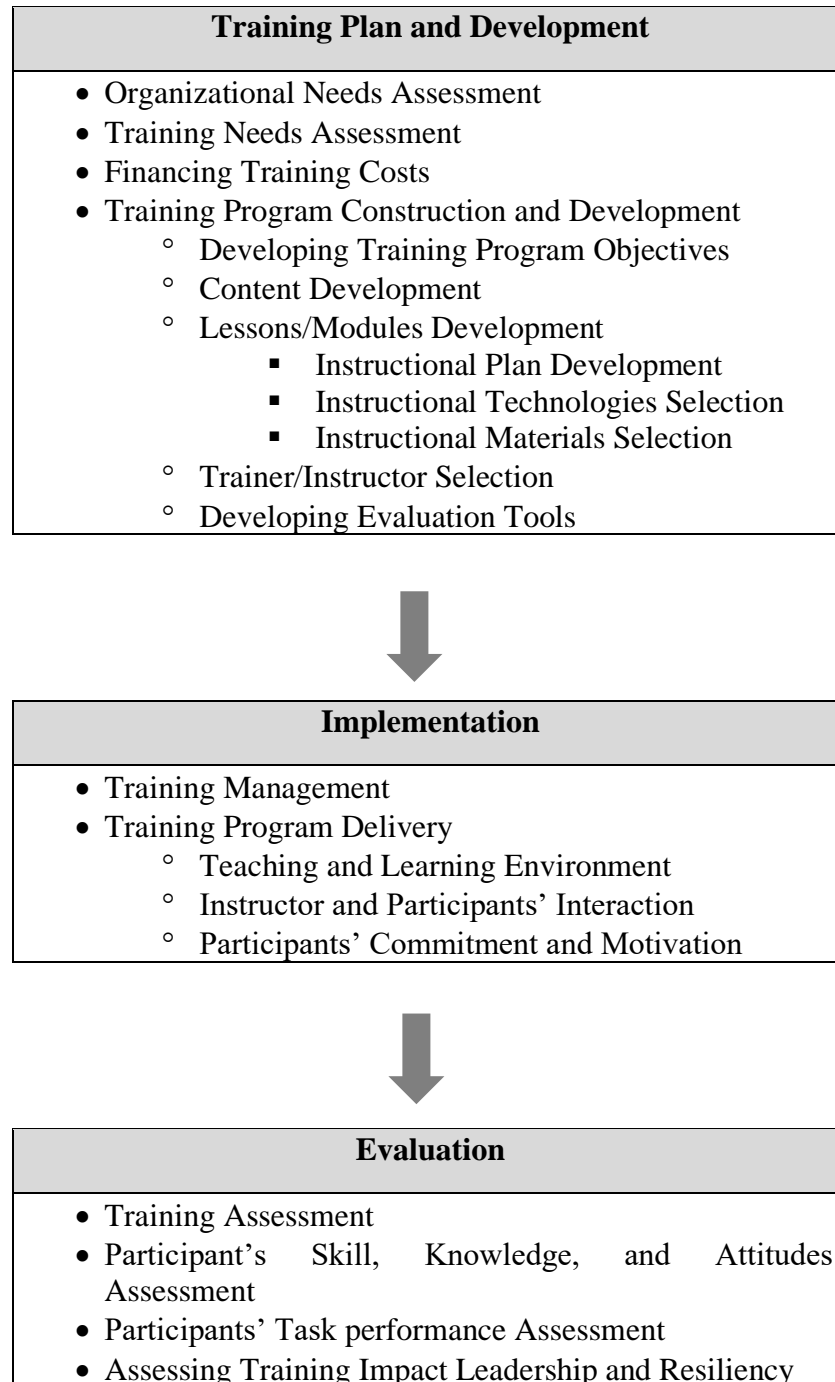 Training Plan and Development
• Organizational Needs Assessment
• Training Needs Assessment
• Financing Training Costs
• Training Program Construction and Development
° Developing Training Program Objectives
° Content Development
° Lessons/Modules Development
▪ Instructional Plan Development
▪ Instructional Technologies Selection
▪ Instructional Materials Selection
° Trainer/Instructor Selection
° Developing Evaluation Tools
Implementation
• Training Management
• Training Program Delivery
° Teaching and Learning Environment
° Instructor and Participants’ Interaction
° Participants’ Commitment and Motivation
Evaluation
• Training Assessment
• Participant’s Skill, Knowledge, and Attitudes
Assessment
• Participants’ Task performance Assessment
• Assessing Training Impact Leadership and Resiliency